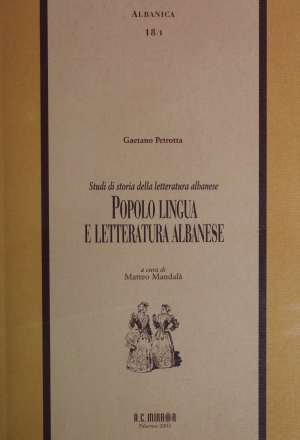 ALBANICA
18/1
Gaetano Petrotta
Studi di storia della letteratura albanese
POPOLO LINGUA
E LETTERATURA ALBANESE
a cura di
Matteo Mandalà
A.C. MIRROR
Palermo 2003